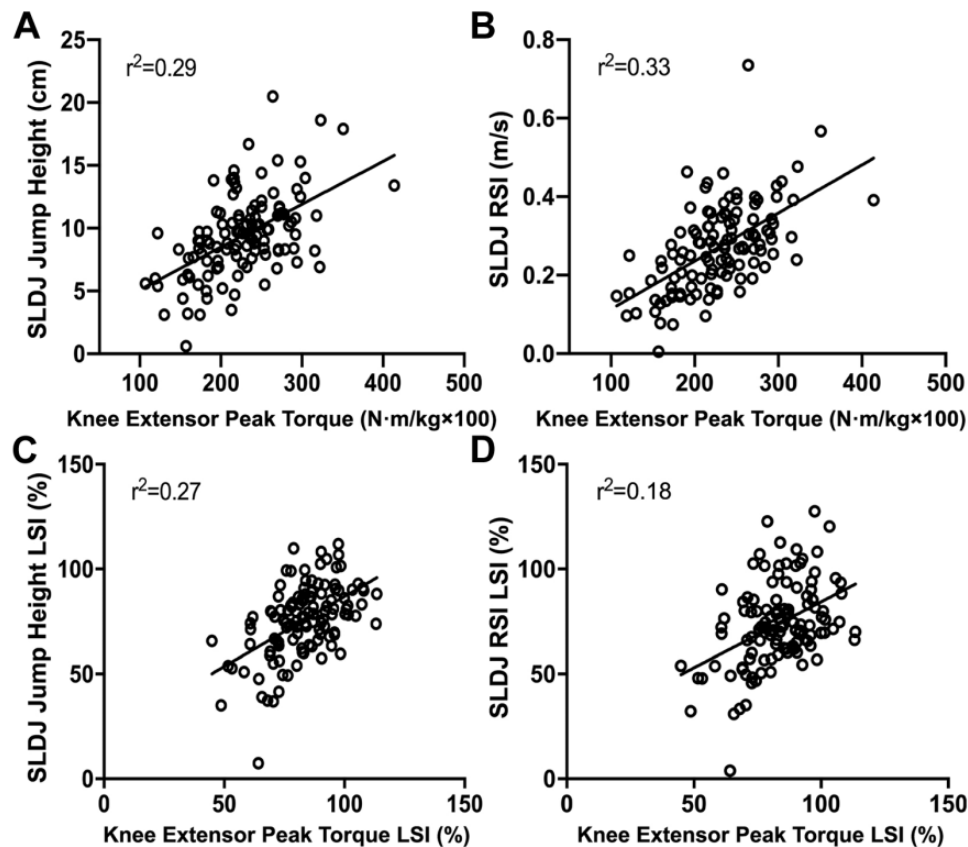 A
SLDJ Jump Height (cm)
r²=0.29
25
20
15
10
5
0
0
100
200
300
400
500
Knee Extensor Peak Torque (N·m/kg×100)
B
SLDJ RSI (m/s)
r²=0.33
0.8
0.6
0.4
0.2
0.0
100
200
300
400
500
Knee Extensor Peak Torque (N·m/kg×100)
C
SLDJ Jump Height LSI (%)
r²=0.27
150
100
50
0
0
50
100
150
Knee Extensor Peak Torque LSI (%)
D
SLDJ RSI LSI (%)
r²=0.18
150
100
50
0
0
50
100
150
Knee Extensor Peak Torque LSI (%)